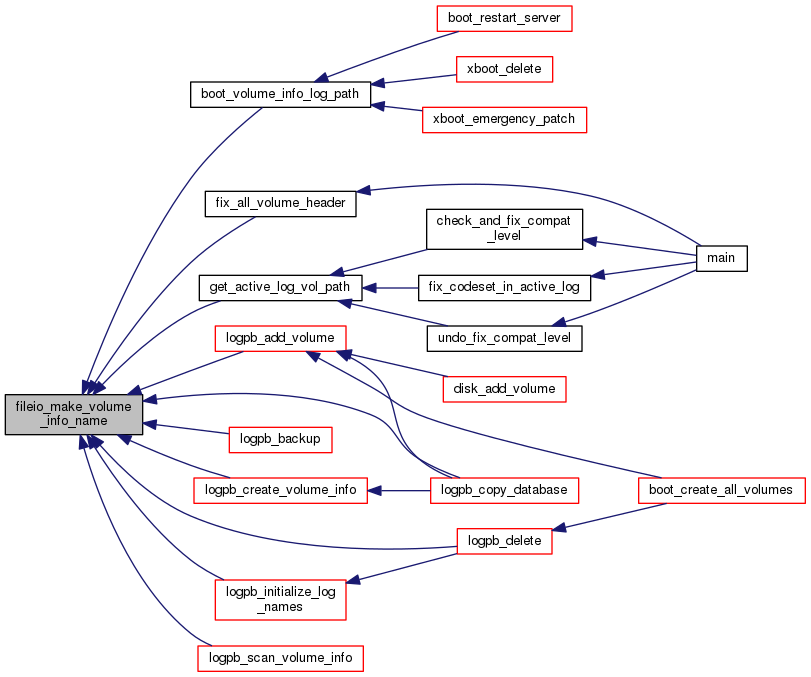 boot_restart_server
xboot_delete
boot_volume_info_log_path
xboot_emergency_patch
fix_all_volume_header
check_and_fix_compat
_level
main
get_active_log_vol_path
fix_codeset_in_active_log
logpb_add_volume
undo_fix_compat_level
disk_add_volume
fileio_make_volume
_info_name
logpb_backup
logpb_create_volume_info
logpb_copy_database
boot_create_all_volumes
logpb_delete
logpb_initialize_log
_names
logpb_scan_volume_info